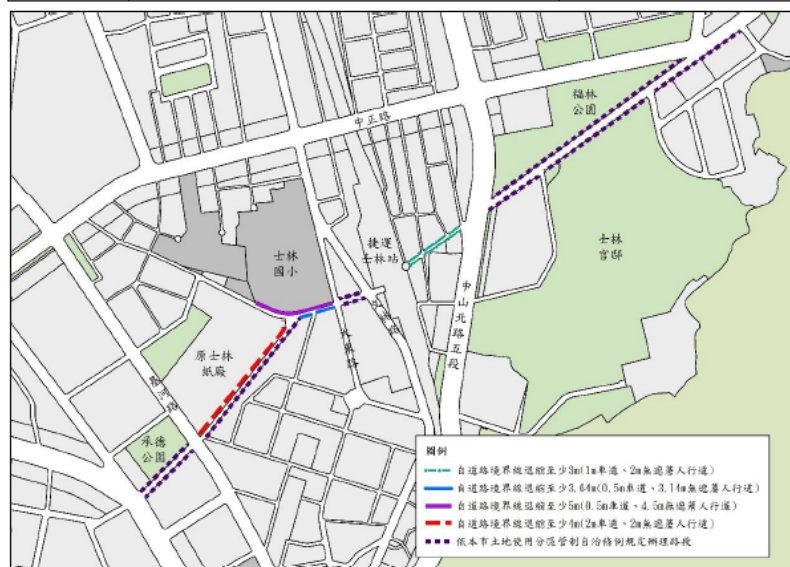 中正路
福林
公園
捷運
士林站
士林
國小
士林
官邸
中山北路五段
文林路
大東路
原士林
紙廠
基河路
承德
公園
圖例
自道路境界線退縮至少3m(1m車道、2m無遮簷人行道)
自道路境界線退縮至少3.64m(0.5m車道、3.14m無遮簷人行道)
自道路境界線退縮至少5m(0.5m車道、4.5m無遮簷人行道)
自道路境界線退縮至少4m(2m車道、2m無遮簷人行道)
依本市土地使用分區管制自治條例規定辦理路段